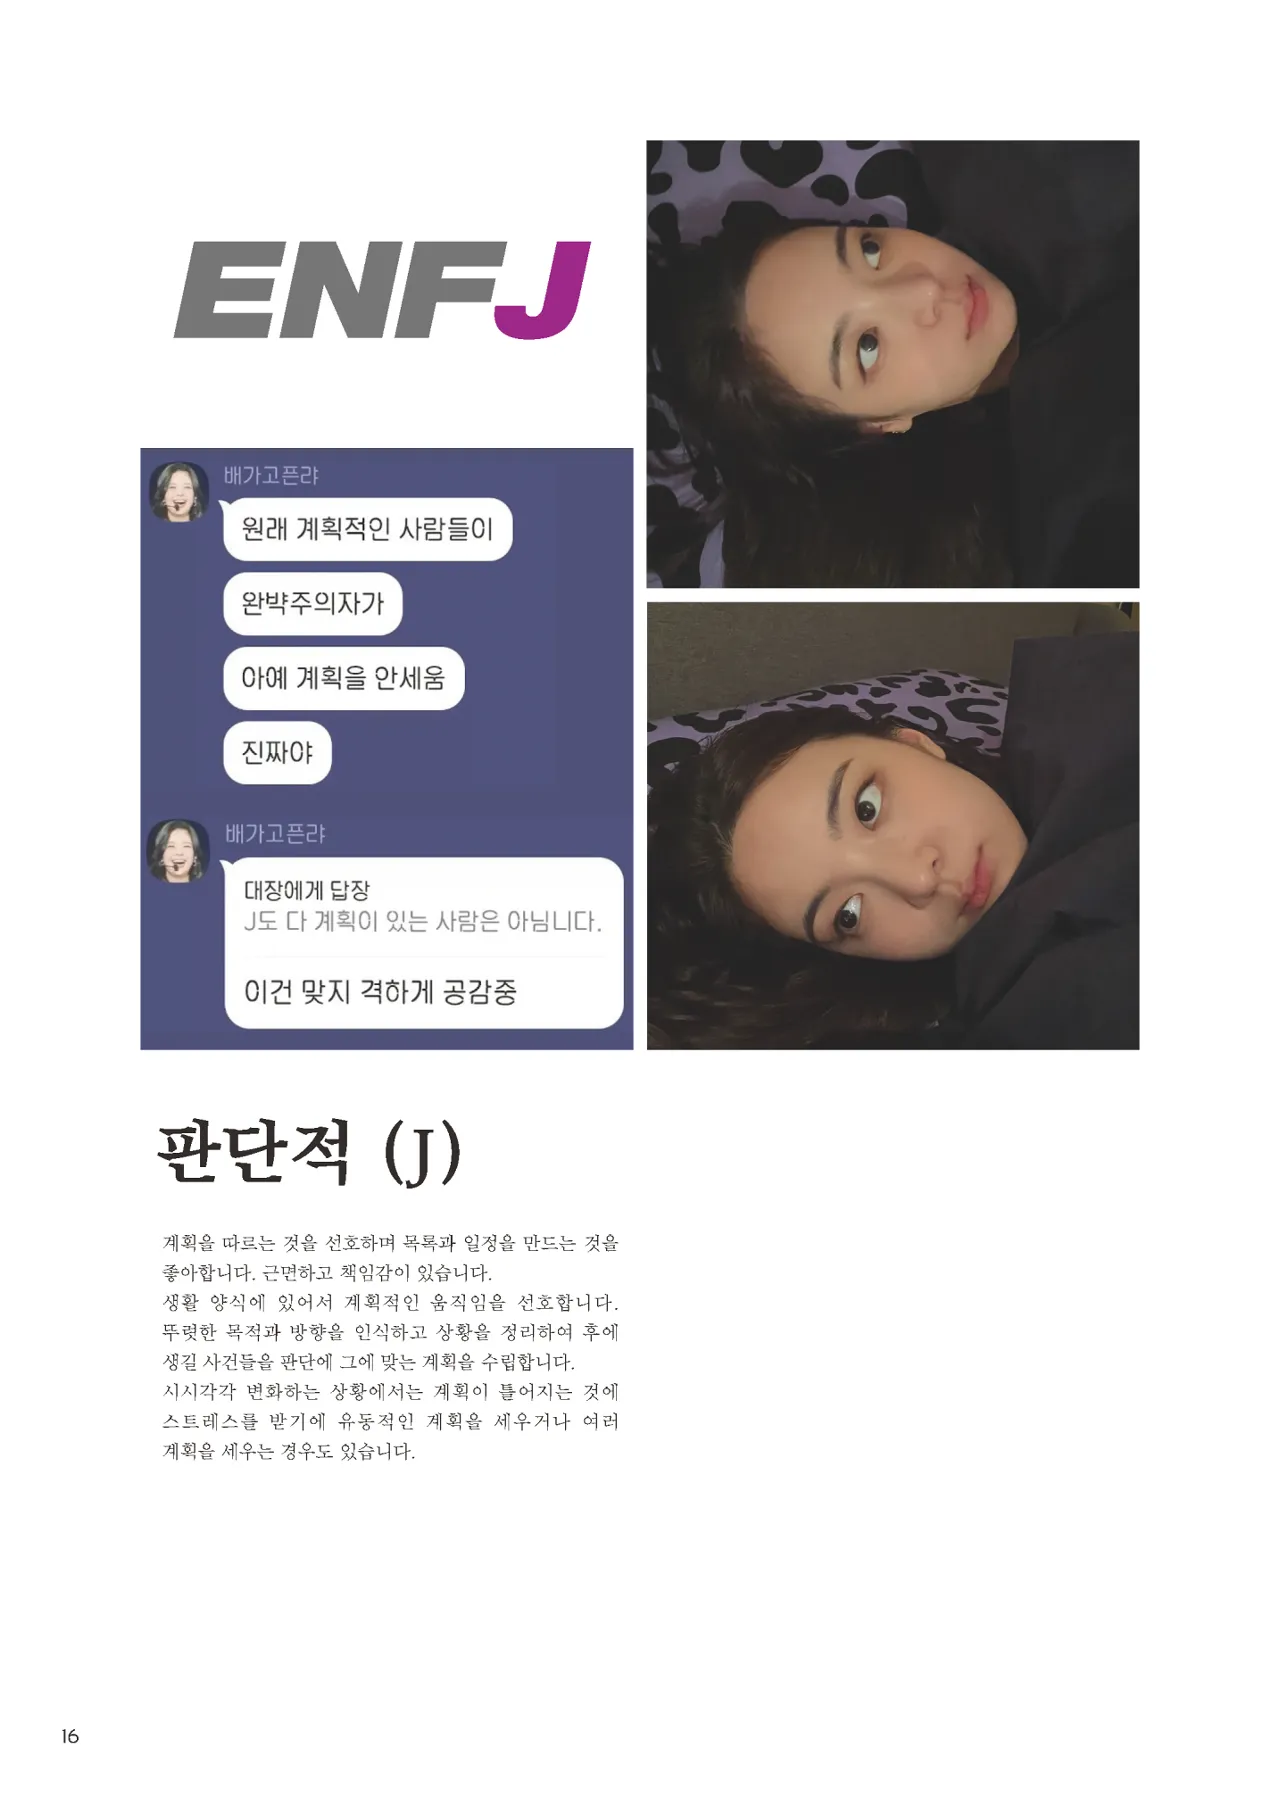 ENFJ
배가고픈랴
원래 계획적인 사람들이
완박주의자가
아예 계획을 안세움
진짜야
배가고픈랴
대장에게 답장
J도 다 계획이 있는 사람은 아님니다.
이건 맞지 격하게 공감중
판단적 (J)
계획을 따르는 것을 선호하며 목록과 일정을 만드는 것을
좋아합니다. 근면하고 책임감이 있습니다.
생활 양식에 있어서 계획적인 움직임을 선호합니다.
뚜렷한 목적과 방향을 인식하고 상황을 정리하여 후에
생길 사건들을 판단에 그에 맞는 계획을 수립합니다.
시시각각 변화하는 상황에서는 계획이 틀어지는 것에
스트레스를 받기에 유동적인 계획을 세우거나 여러
계획을 세우는 경우도 있습니다.
16